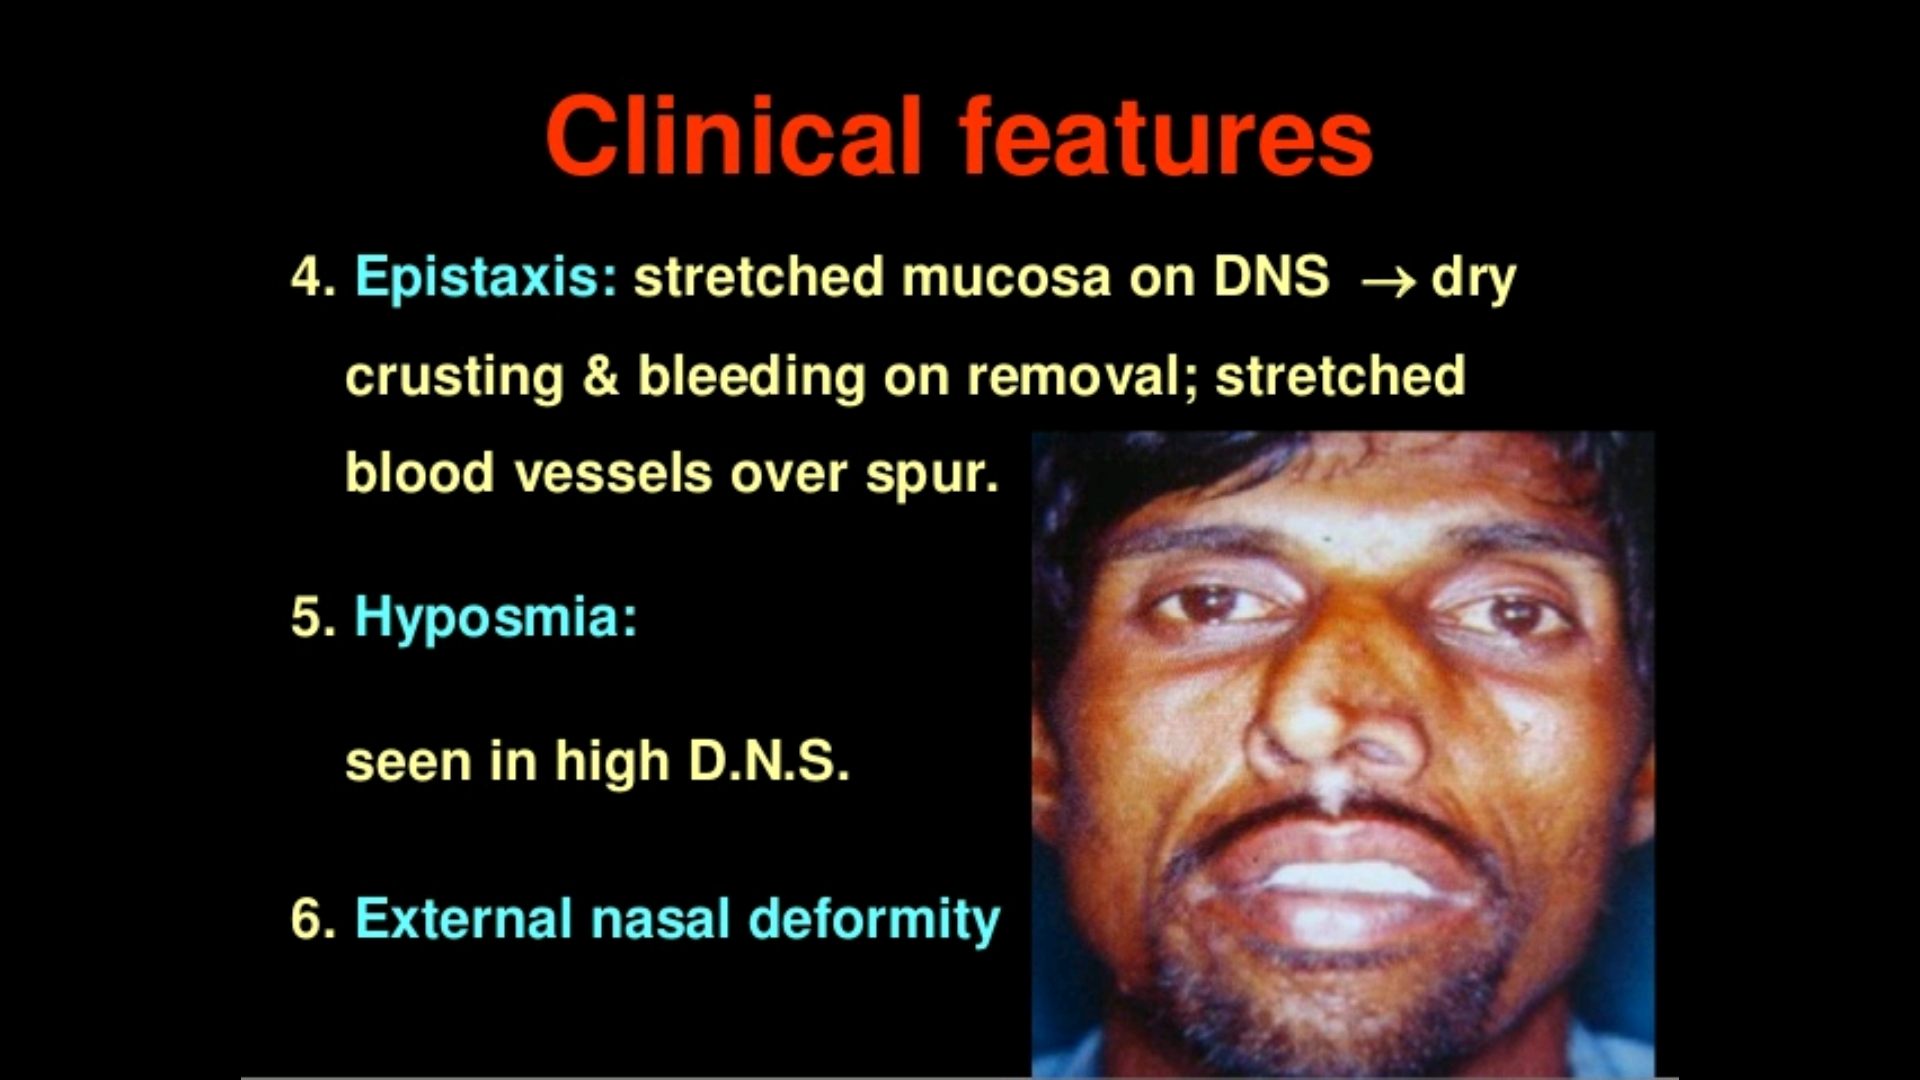 Clinical features
4. Epistaxis: stretched mucosa on DNS → dry
crusting & bleeding on removal; stretched
blood vessels over spur.
5. Hyposmia:
seen in high D.N.S.
6. External nasal deformity